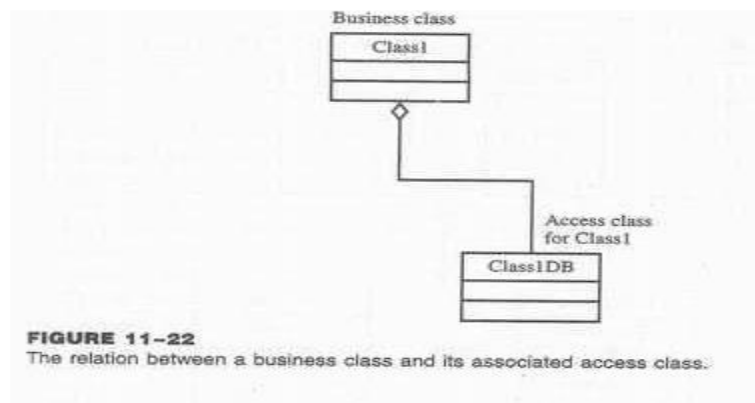 Business class
Class1
Access class
for Class1
Class1DB
FIGURE 11–22
The relation between a business class and its associated access class.